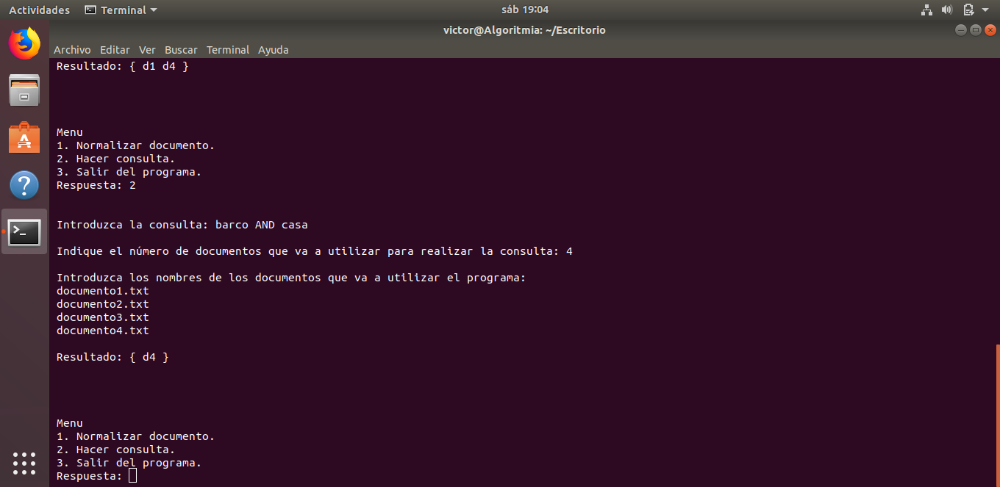 Actividades Terminal sáb 19:04
victor@Algoritmia: ~/Escritorio
Archivo Editar Ver Buscar Terminal Ayuda
Resultado: { d1 d4 }
Menu
1. Normalizar documento.
2. Hacer consulta.
3. Salir del programa.
Respuesta: 2
Introduzca la consulta: barco AND casa
Indique el número de documentos que va a utilizar para realizar la consulta: 4
Introduzca los nombres de los documentos que va a utilizar el programa:
documento1.txt
documento2.txt
documento3.txt
documento4.txt
Resultado: { d4 }
Menu
1. Normalizar documento.
2. Hacer consulta.
3. Salir del programa.
Respuesta: